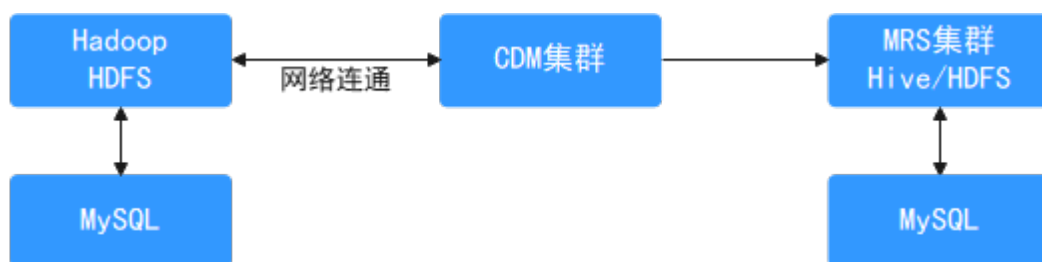 Hadoop
HDFS
网络连通
CDM集群
MRS集群
Hive/HDFS
MySQL
MySQL